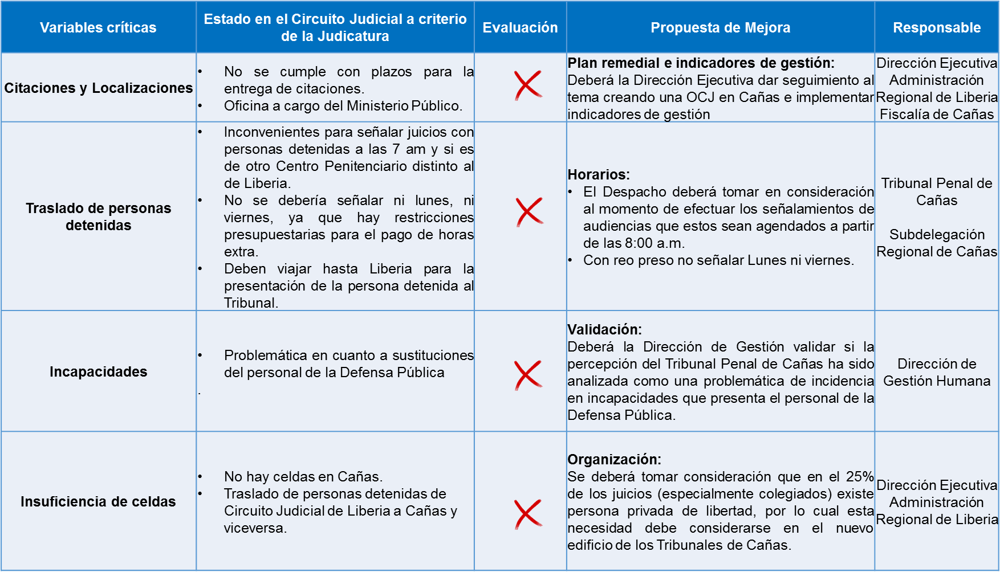 Variables críticas
Estado en el Circuito Judicial a criterio
de la Judicatura
Evaluación
Propuesta de Mejora
Responsable
Citaciones y Localizaciones
• No se cumple con plazos para la
entrega de citaciones.
• Oficina a cargo del Ministerio Público.
Plan remedial e indicadores de gestión:
Deberá la Dirección Ejecutiva dar seguimiento al
tema creando una OCJ en Cañas e implementar
indicadores de gestión
Dirección Ejecutiva
Administración
Regional de Liberia
Fiscalía de Cañas
Traslado de personas
detenidas
• Inconvenientes para señalar juicios con
personas detenidas a las 7 am y si es
de otro Centro Penitenciario distinto al
de Liberia.
• No se debería señalar ni lunes, ni
viernes, ya que hay restricciones
presupuestarias para el pago de horas
extra.
• Deben viajar hasta Liberia para la
presentación de la persona detenida al
Tribunal.
Horarios:
• El Despacho deberá tomar en consideración
al momento de efectuar los señalamientos de
audiencias que estos sean agendados a partir
de las 8:00 a.m.
• Con reo preso no señalar Lunes ni viernes.
Tribunal Penal de
Cañas
Subdelegación
Regional de Cañas
Incapacidades
• Problemática en cuanto a sustituciones
del personal de la Defensa Pública
.
Validación:
Deberá la Dirección de Gestión validar si la
percepción del Tribunal Penal de Cañas ha sido
analizada como una problemática de incidencia
en incapacidades que presenta el personal de la
Defensa Pública.
Dirección de
Gestión Humana
Insuficiencia de celdas
• No hay celdas en Cañas.
• Traslado de personas detenidas de
Circuito Judicial de Liberia a Cañas y
viceversa.
Organización:
Se deberá tomar consideración que en el 25%
de los juicios (especialmente colegiados) existe
persona privada de libertad, por lo cual esta
necesidad debe considerarse en el nuevo
edificio de los Tribunales de Cañas.
Dirección Ejecutiva
Administración
Regional de Liberia